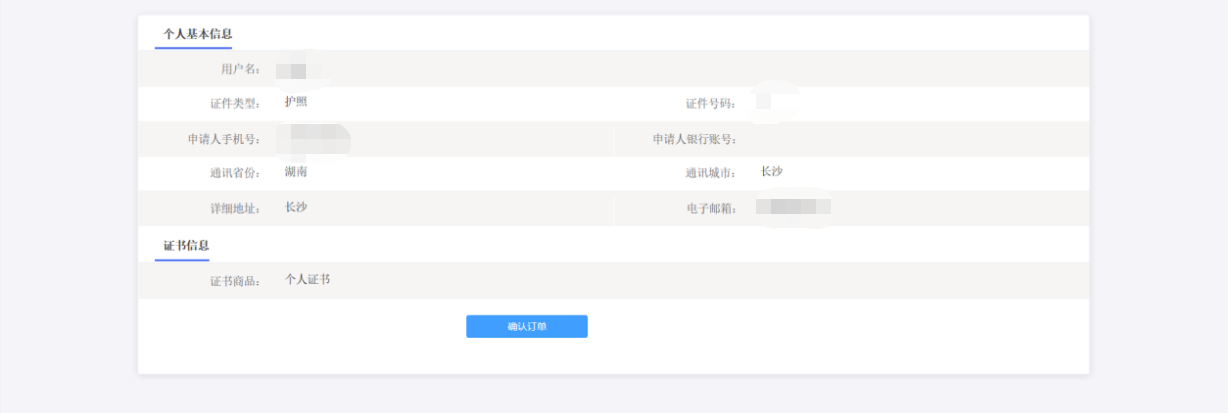 个人基本信息
用户名：
证件类型： 护照 证件号码：
申请人手机号： 申请人银行账号：
通讯省份： 湖南 通讯城市： 长沙
详细地址： 长沙 电子邮箱：
证书信息
证书商品： 个人证书
确认订单